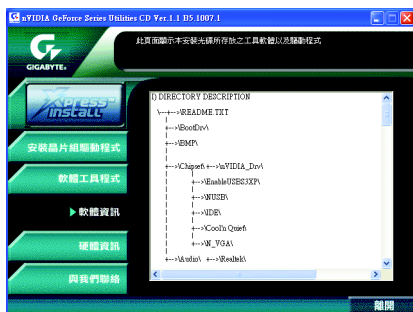 nVIDIA GeForce Series Utilities CD Ver.1.1 B5.1007.1
GIGABYTE
此頁面顯示本安裝光碟所存放之工具軟體以及驅動程式
Xpress™
INSTALL
安裝晶片組驅動程式
軟體工具程式
軟體資訊
硬體資訊
與我們聯絡
I) DIRECTORY DESCRIPTION
\--+-->\README.TXT
+-->\BootDrv\
+-->\BMP\
|
+-->\Chipset\+-->\nVIDIA_Drv\
| +-->\EnableUSBS3XP\
| +-->\NUSB\
| +-->\IDE\
| +-->\Cool'n Quiet\
| +-->\N_VGA\
+-->\Audio\ +-->\Realtek\
離開